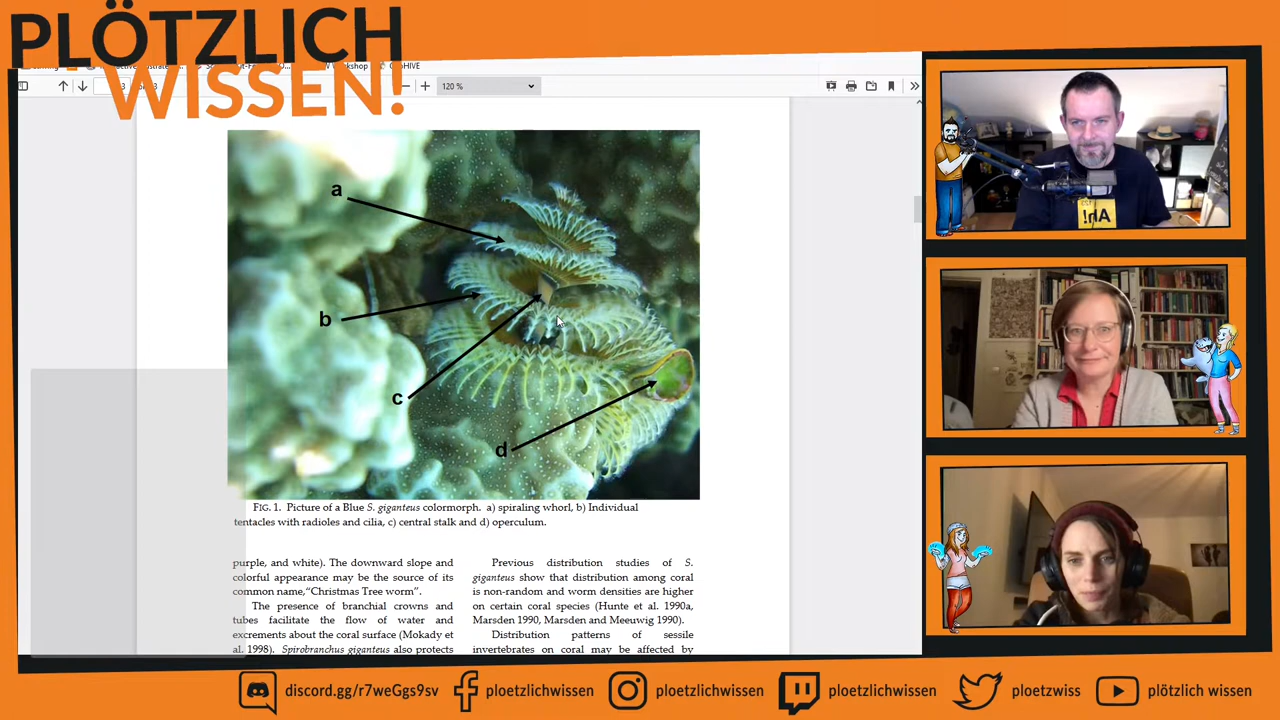 PLÖTZLICH
WISSEN!
120 %
a
b
c
d
FIG. 1. Picture of a Blue S. giganteus colormorph. a) spiraling whorl, b) Individual
tentacles with radioles and cilia, c) central stalk and d) operculum.
purple, and white). The downward slope and
colorful appearance may be the source of its
common name,“Christmas Tree worm”.
The presence of branchial crowns and
tubes facilitate the flow of water and
excrements about the coral surface (Mokady et
al. 1998). Spirobranchus giganteus also protects
Previous distribution studies of S.
giganteus show that distribution among coral
is non-random and worm densities are higher
on certain coral species (Hunte et al. 1990a,
Marsden 1990, Marsden and Meeuwig 1990).
Distribution patterns of sessile
invertebrates on coral may be affected by
Ah!
discord.gg/r7weGgs9sv
ploetzlichwissen
ploetzlichwissen
ploetzlichwissen
ploetzwiss
plötzlich wissen